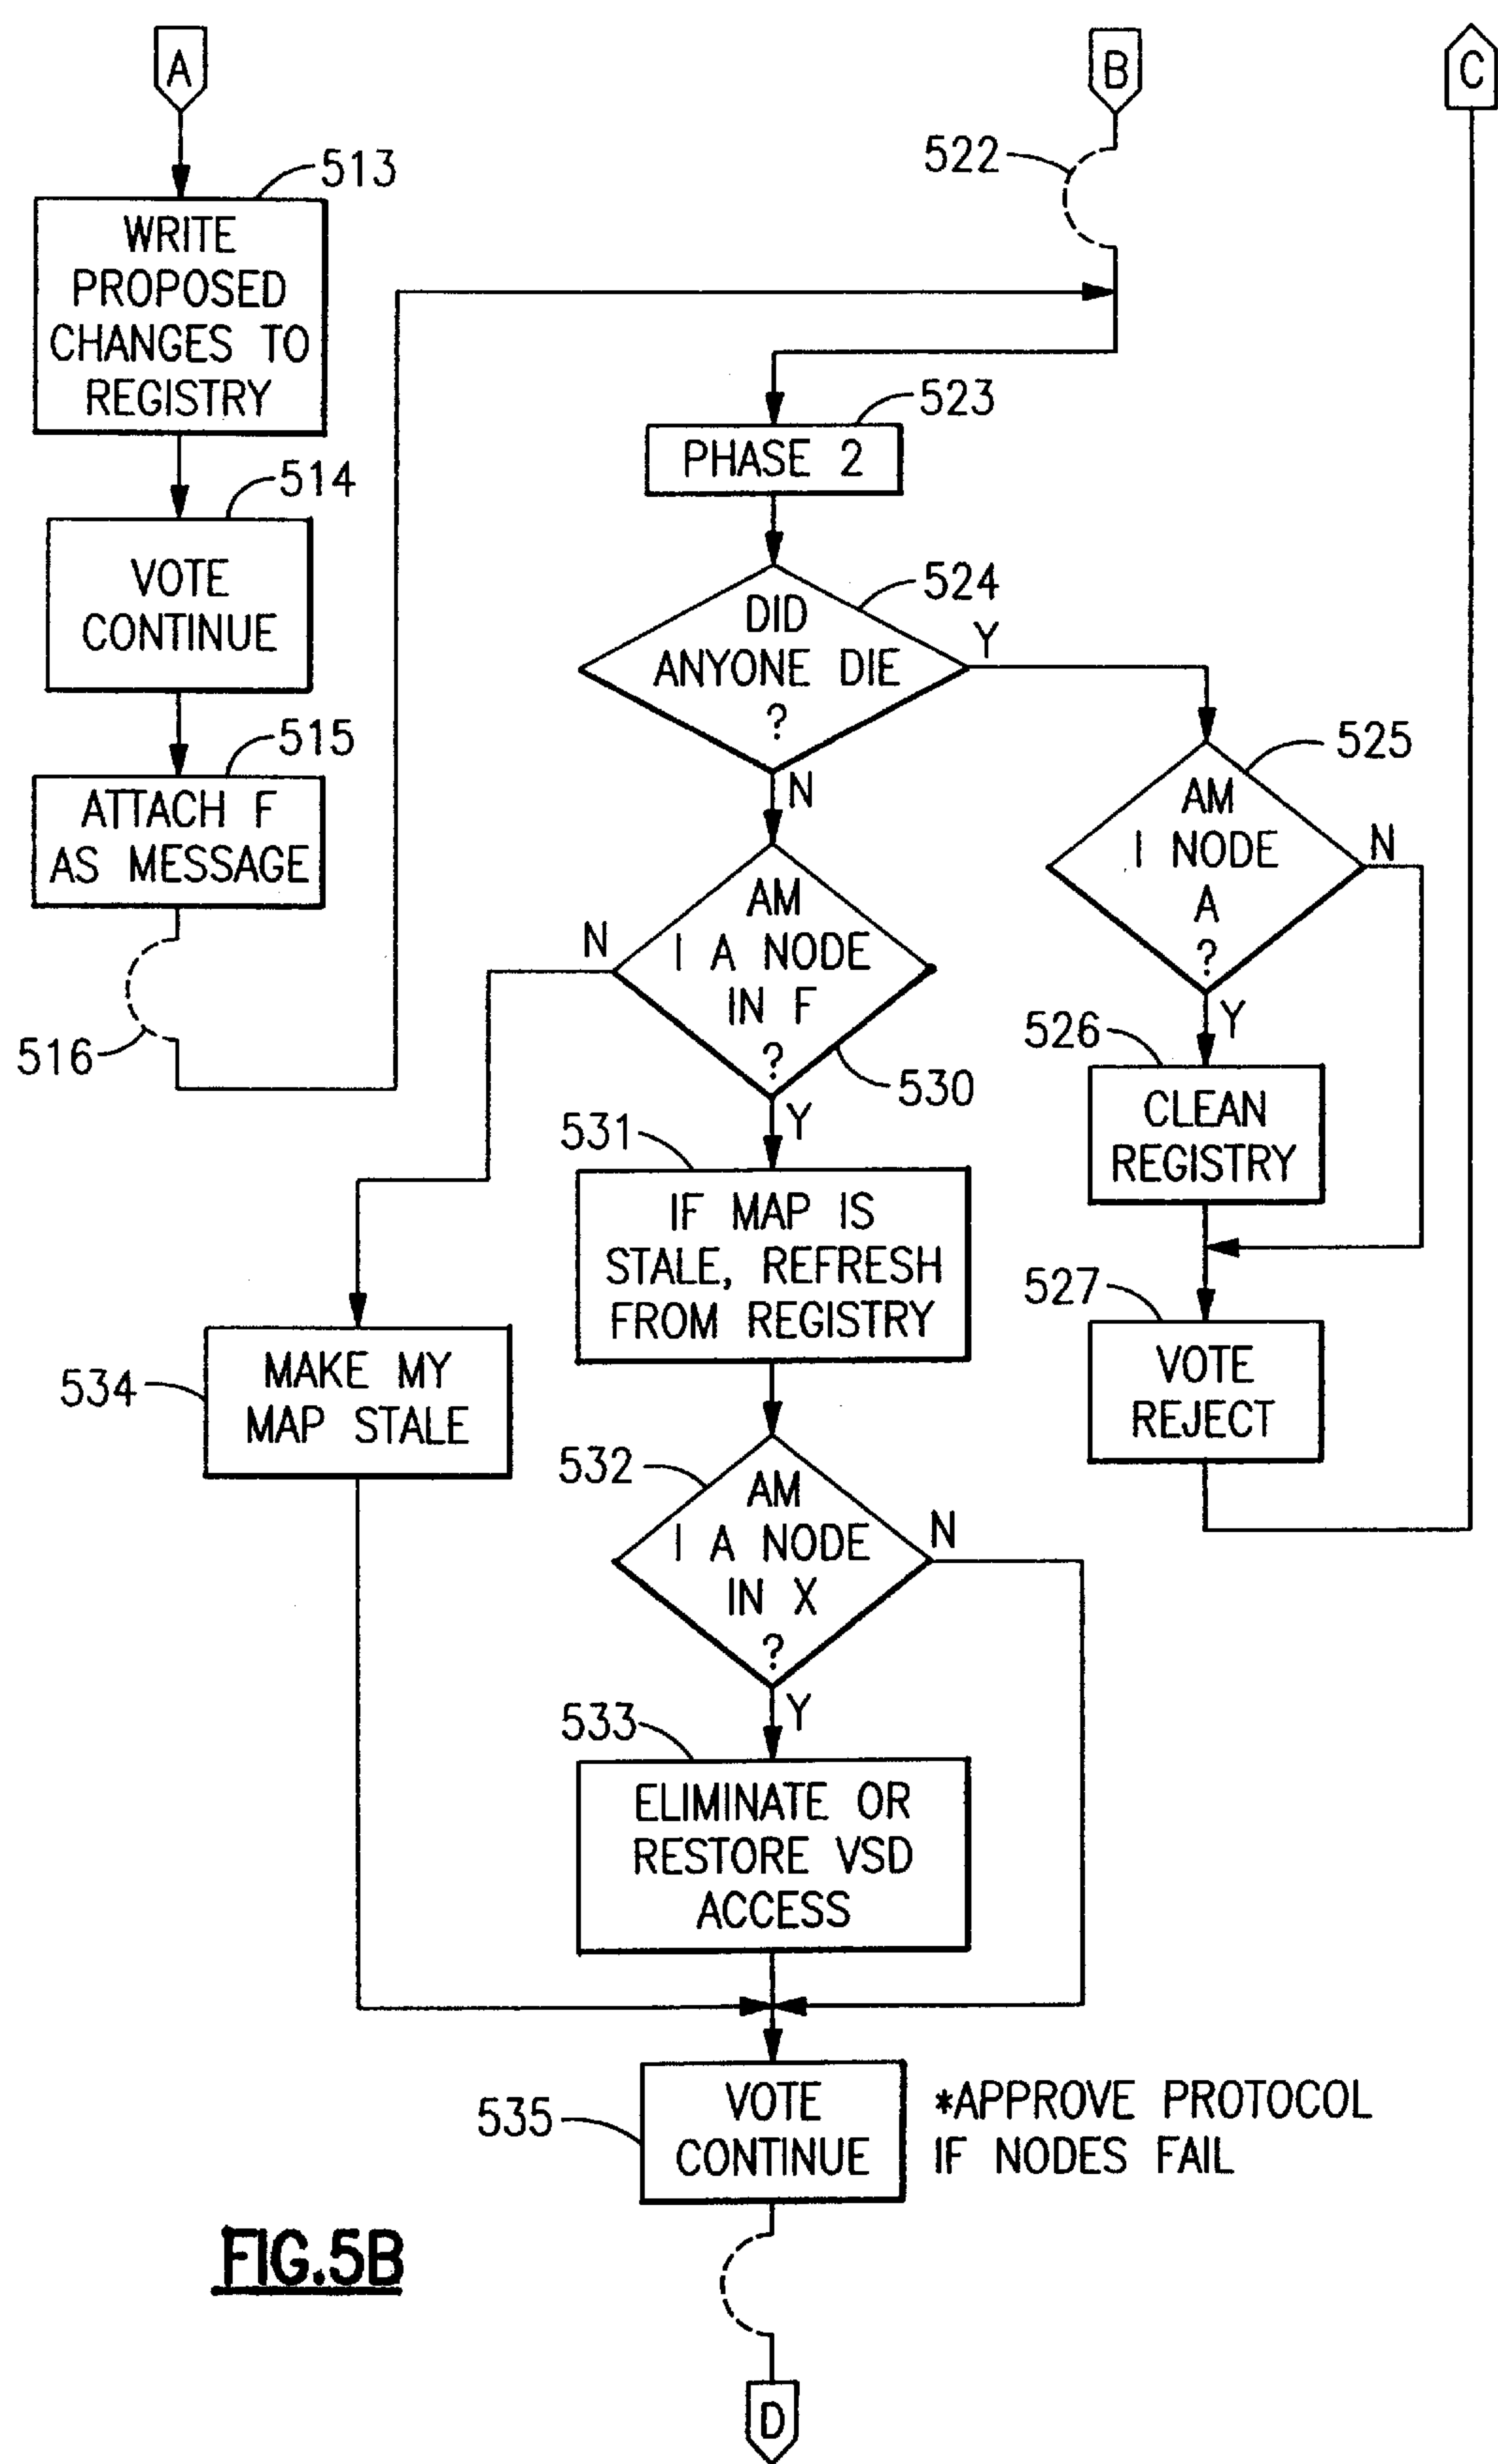 A
B
C
513
WRITE
PROPOSED
CHANGES TO
REGISTRY
514
VOTE
CONTINUE
515
ATTACH F
AS MESSAGE
516
522
523
PHASE 2
524
DID
ANYONE DIE
?
Y
N
525
AM
I NODE
A
?
N
Y
526
CLEAN
REGISTRY
527
VOTE
REJECT
AM
I A NODE
IN F
?
N
530
Y
531
IF MAP IS
STALE, REFRESH
FROM REGISTRY
534
MAKE MY
MAP STALE
532
AM
I A NODE
IN X
?
N
Y
533
ELIMINATE OR
RESTORE VSD
ACCESS
535
VOTE
CONTINUE
*APPROVE PROTOCOL
IF NODES FAIL
FIG.5B
D